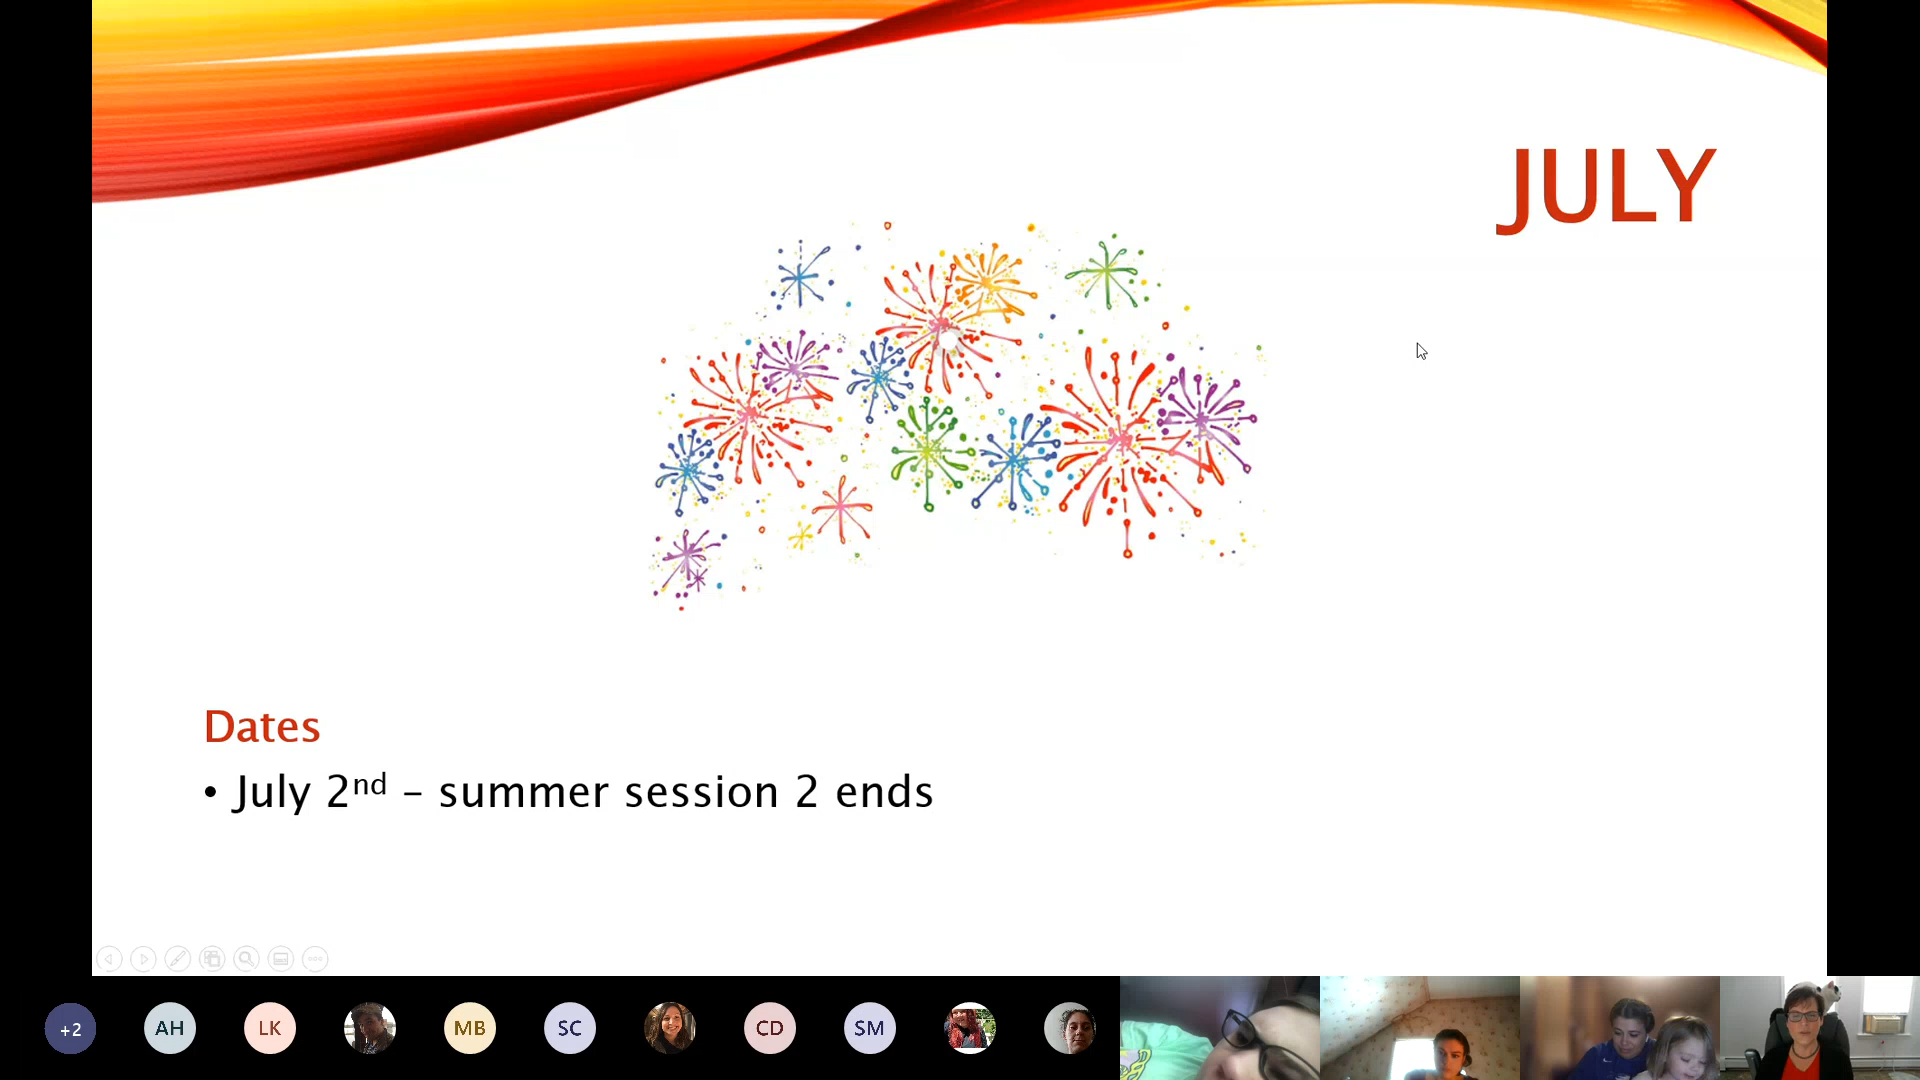 JULY
Dates
• July 2nd – summer session 2 ends
+2
AH
LK
MB
SC
CD
SM